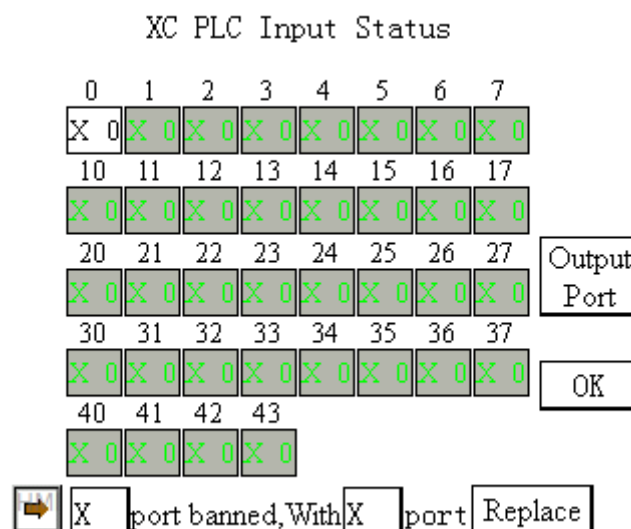 XC PLC Input Status
0 1 2 3 4 5 6 7
X 0 X 0 X 0 X 0 X 0 X 0 X 0 X 0
10 11 12 13 14 15 16 17
X 0 X 0 X 0 X 0 X 0 X 0 X 0 X 0
20 21 22 23 24 25 26 27
X 0 X 0 X 0 X 0 X 0 X 0 X 0 X 0
Output
Port
30 31 32 33 34 35 36 37
X 0 X 0 X 0 X 0 X 0 X 0 X 0 X 0
OK
40 41 42 43
X 0 X 0 X 0 X 0
X port banned,With X port Replace